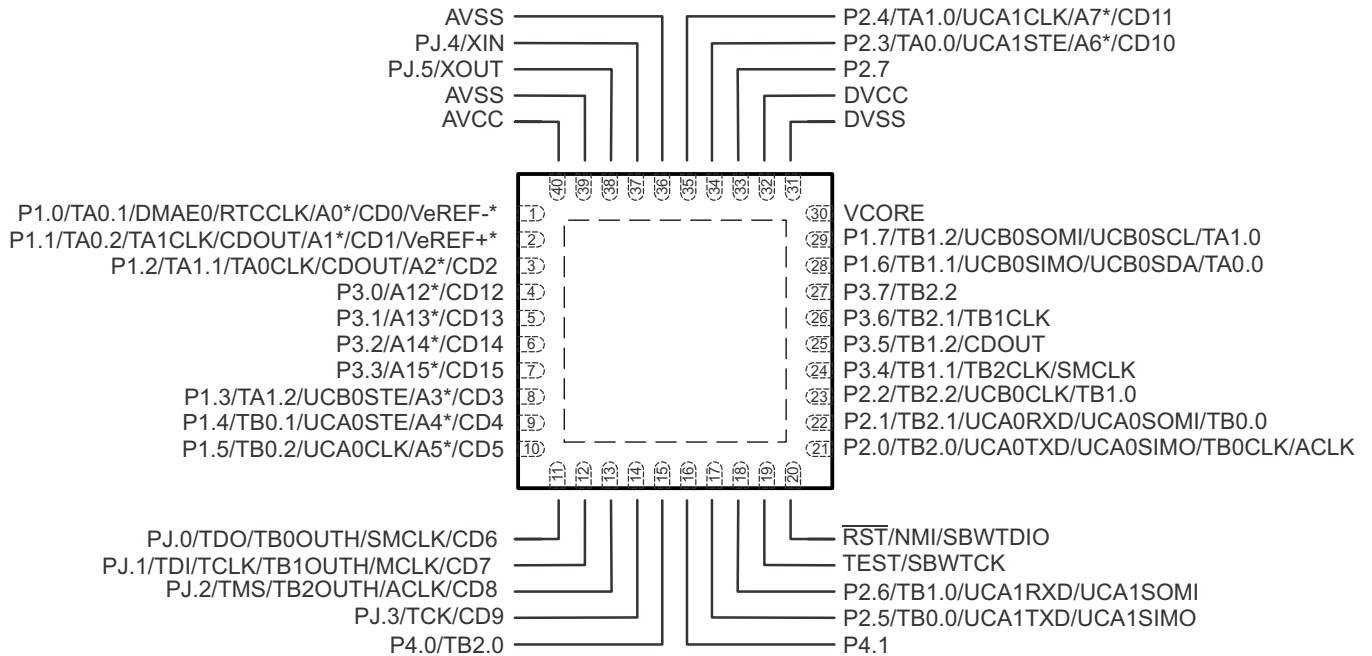 AVSS
PJ.4/XIN
PJ.5/XOUT
AVSS
AVCC
P2.4/TA1.0/UCA1CLK/A7*/CD11
P2.3/TA0.0/UCA1STE/A6*/CD10
P2.7
DVCC
DVSS
40 39 38 37 36 35 34 33 32 31
P1.0/TA0.1/DMAE0/RTCCLK/A0*/CD0/VeREF-* 1
P1.1/TA0.2/TA1CLK/CDOUT/A1*/CD1/VeREF+* 2
P1.2/TA1.1/TA0CLK/CDOUT/A2*/CD2 3
P3.0/A12*/CD12 4
P3.1/A13*/CD13 5
P3.2/A14*/CD14 6
P3.3/A15*/CD15 7
P1.3/TA1.2/UCB0STE/A3*/CD3 8
P1.4/TB0.1/UCA0STE/A4*/CD4 9
P1.5/TB0.2/UCA0CLK/A5*/CD5 10
30 VCORE
29 P1.7/TB1.2/UCB0SOMI/UCB0SCL/TA1.0
28 P1.6/TB1.1/UCB0SIMO/UCB0SDA/TA0.0
27 P3.7/TB2.2
26 P3.6/TB2.1/TB1CLK
25 P3.5/TB1.2/CDOUT
24 P3.4/TB1.1/TB2CLK/SMCLK
23 P2.2/TB2.2/UCB0CLK/TB1.0
22 P2.1/TB2.1/UCA0RXD/UCA0SOMI/TB0.0
21 P2.0/TB2.0/UCA0TXD/UCA0SIMO/TB0CLK/ACLK
11 12 13 14 15 16 17 18 19 20
PJ.0/TDO/TB0OUTH/SMCLK/CD6
PJ.1/TDI/TCLK/TB1OUTH/MCLK/CD7
PJ.2/TMS/TB2OUTH/ACLK/CD8
PJ.3/TCK/CD9
P4.0/TB2.0
RST/NMI/SBWTDIO
TEST/SBWTCK
P2.6/TB1.0/UCA1RXD/UCA1SOMI
P2.5/TB0.0/UCA1TXD/UCA1SIMO
P4.1